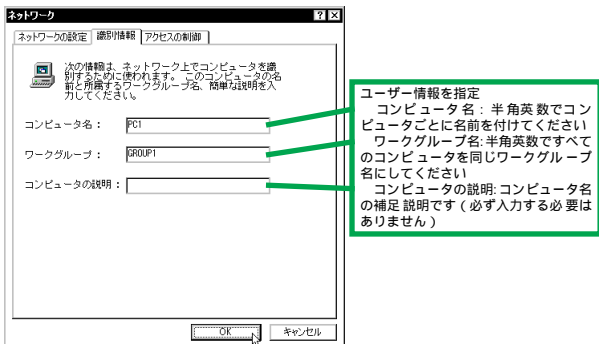 ネットワーク
ネットワークの設定 識別情報 アクセスの制御
次の情報は、ネットワーク上でコンピュータを識
別するために使われます。このコンピュータの名
前と所属するワークグループ名、簡単な説明を入
力してください。
コンピュータ名： PC1
ワークグループ： GROUP1
コンピュータの説明：
OK キャンセル
ユーザー情報を指定
コンピュータ名：半角英数でコン
ピュータごとに名前を付けてください
ワークグループ名:半角英数ですべて
のコンピュータを同じワークグループ
名にしてください
コンピュータの説明:コンピュータ名
の補足説明です（必ず入力する必要は
ありません）